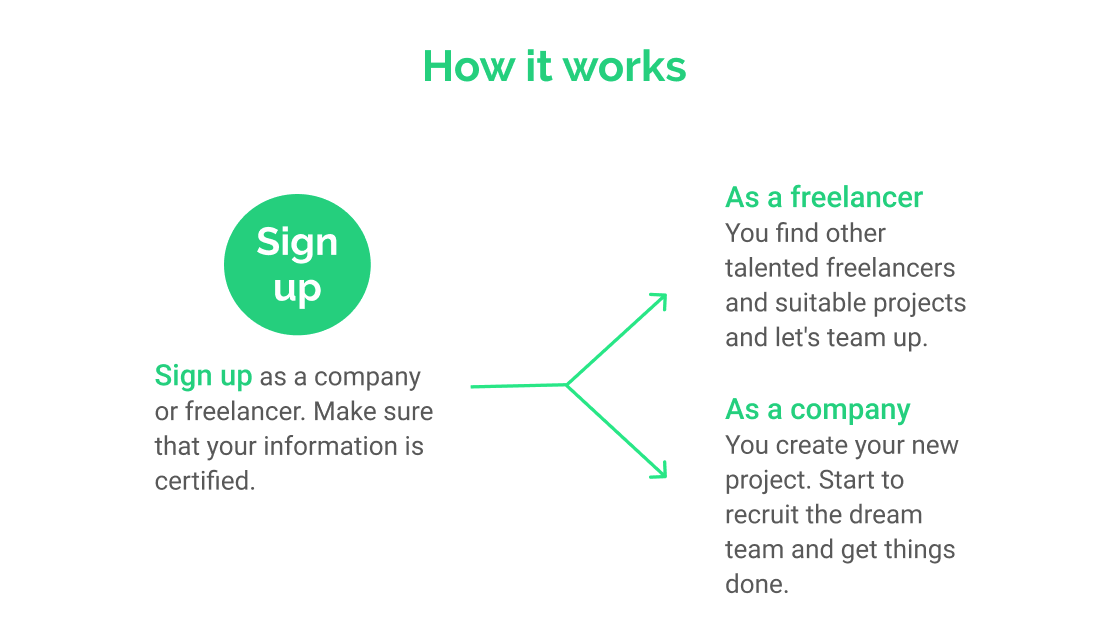 How it works
Sign
up
Sign up as a company
or freelancer. Make sure
that your information is
certified.
As a freelancer
You find other
talented freelancers
and suitable projects
and let's team up.
As a company
You create your new
project. Start to
recruit the dream
team and get things
done.